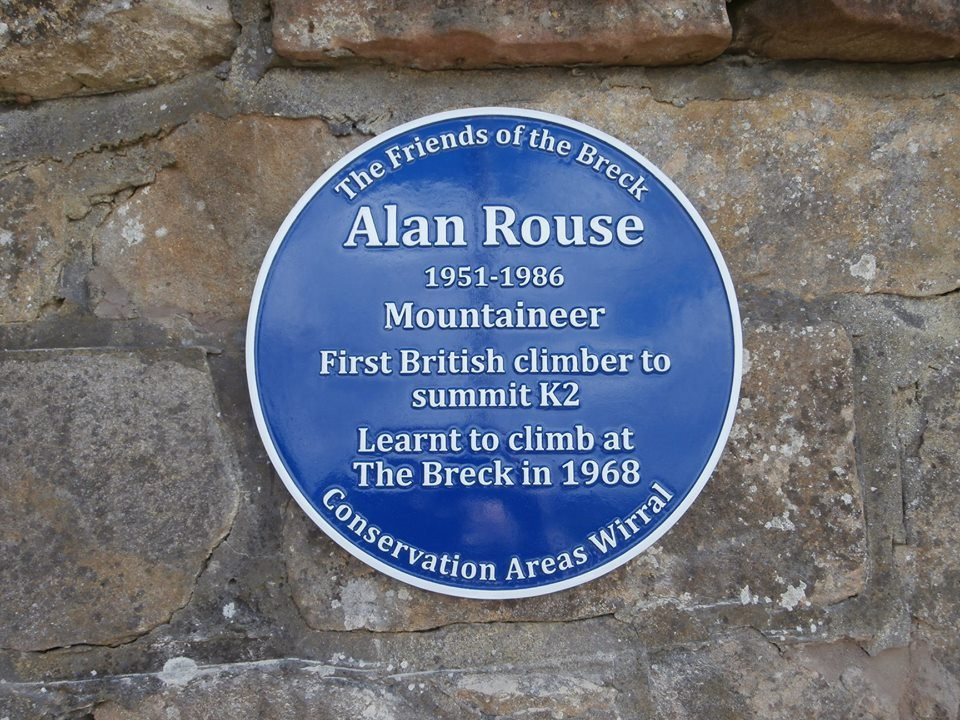 The Friends of the Breck
Alan Rouse
1951-1986
Mountaineer
First British climber to
summit K2
Learnt to climb at
The Breck in 1968
Conservation Areas Wirral